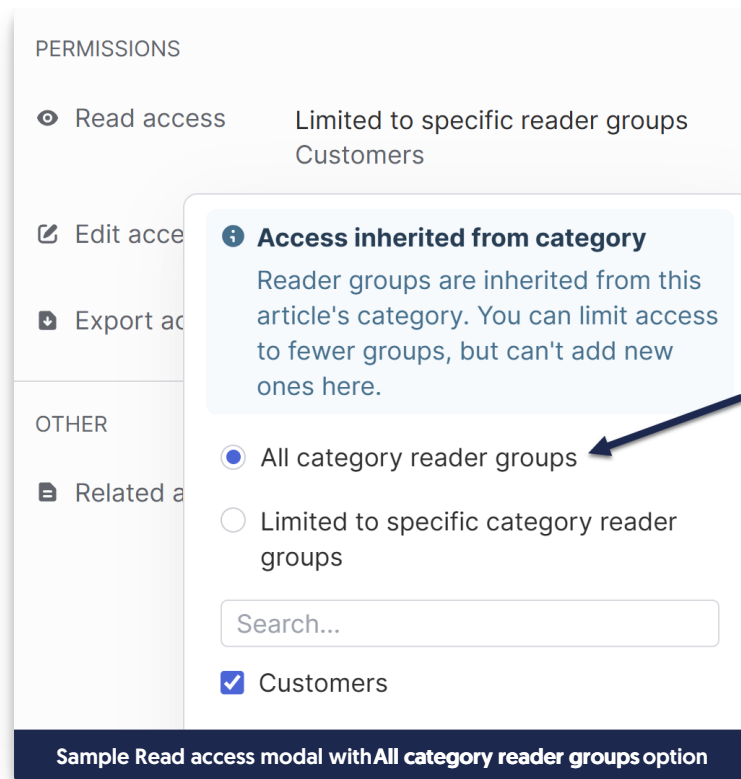 PERMISSIONS
Read access
Limited to specific reader groups
Customers
Edit acce
Export ac
OTHER
Related a
Access inherited from category
Reader groups are inherited from this
article's category. You can limit access
to fewer groups, but can't add new
ones here.
All category reader groups
Limited to specific category reader
groups
Search...
Customers
Sample Read access modal with All category reader groups option